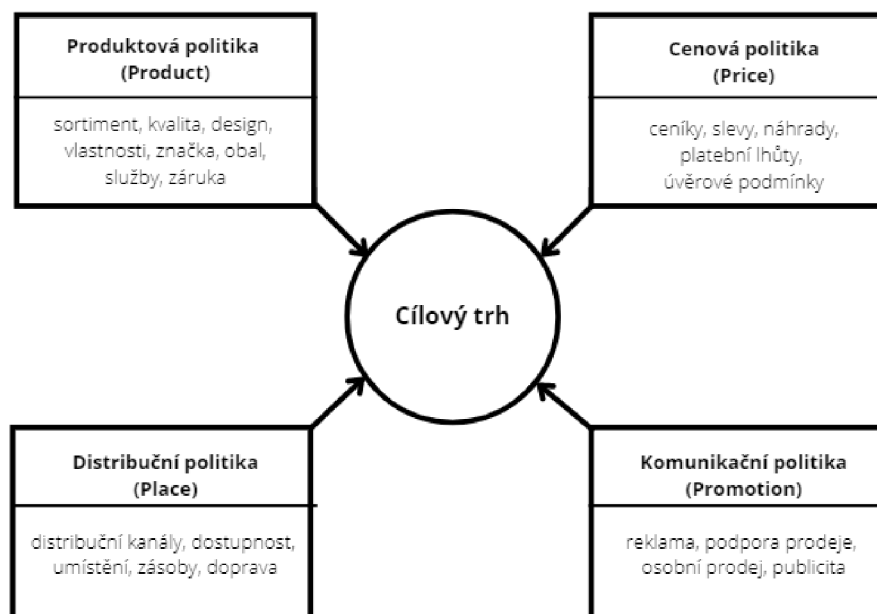 Produktová politika
(Product)
sortiment, kvalita, design,
vlastnosti, značka, obal,
služby, záruka
Cenová politika
(Price)
ceníky, slevy, náhrady,
platební lhůty,
úvěrové podmínky
Cílový trh
Distribuční politika
(Place)
distribuční kanály, dostupnost,
umístění, zásoby, doprava
Komunikační politika
(Promotion)
reklama, podpora prodeje,
osobní prodej, publicita